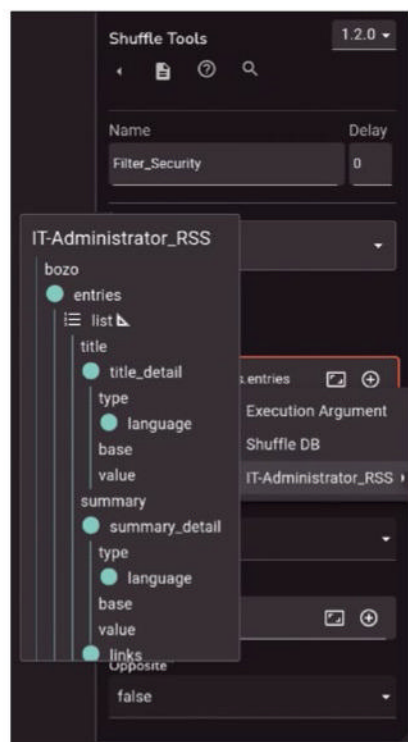 Shuffle Tools
1.2.0
Name
Delay
Filter_Security
0
IT-Administrator_RSS
bozo
entries
list
title
title_detail
type
language
base
value
summary
summary_detail
type
language
base
value
links
s.entries
Execution Argument
Shuffle DB
IT-Administrator_RSS
Opposite
false